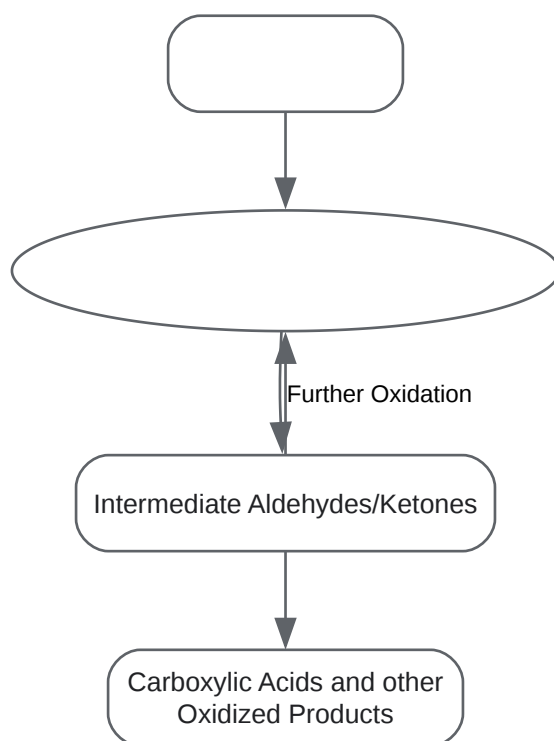 Further Oxidation
Intermediate Aldehydes/Ketones
Carboxylic Acids and other
Oxidized Products